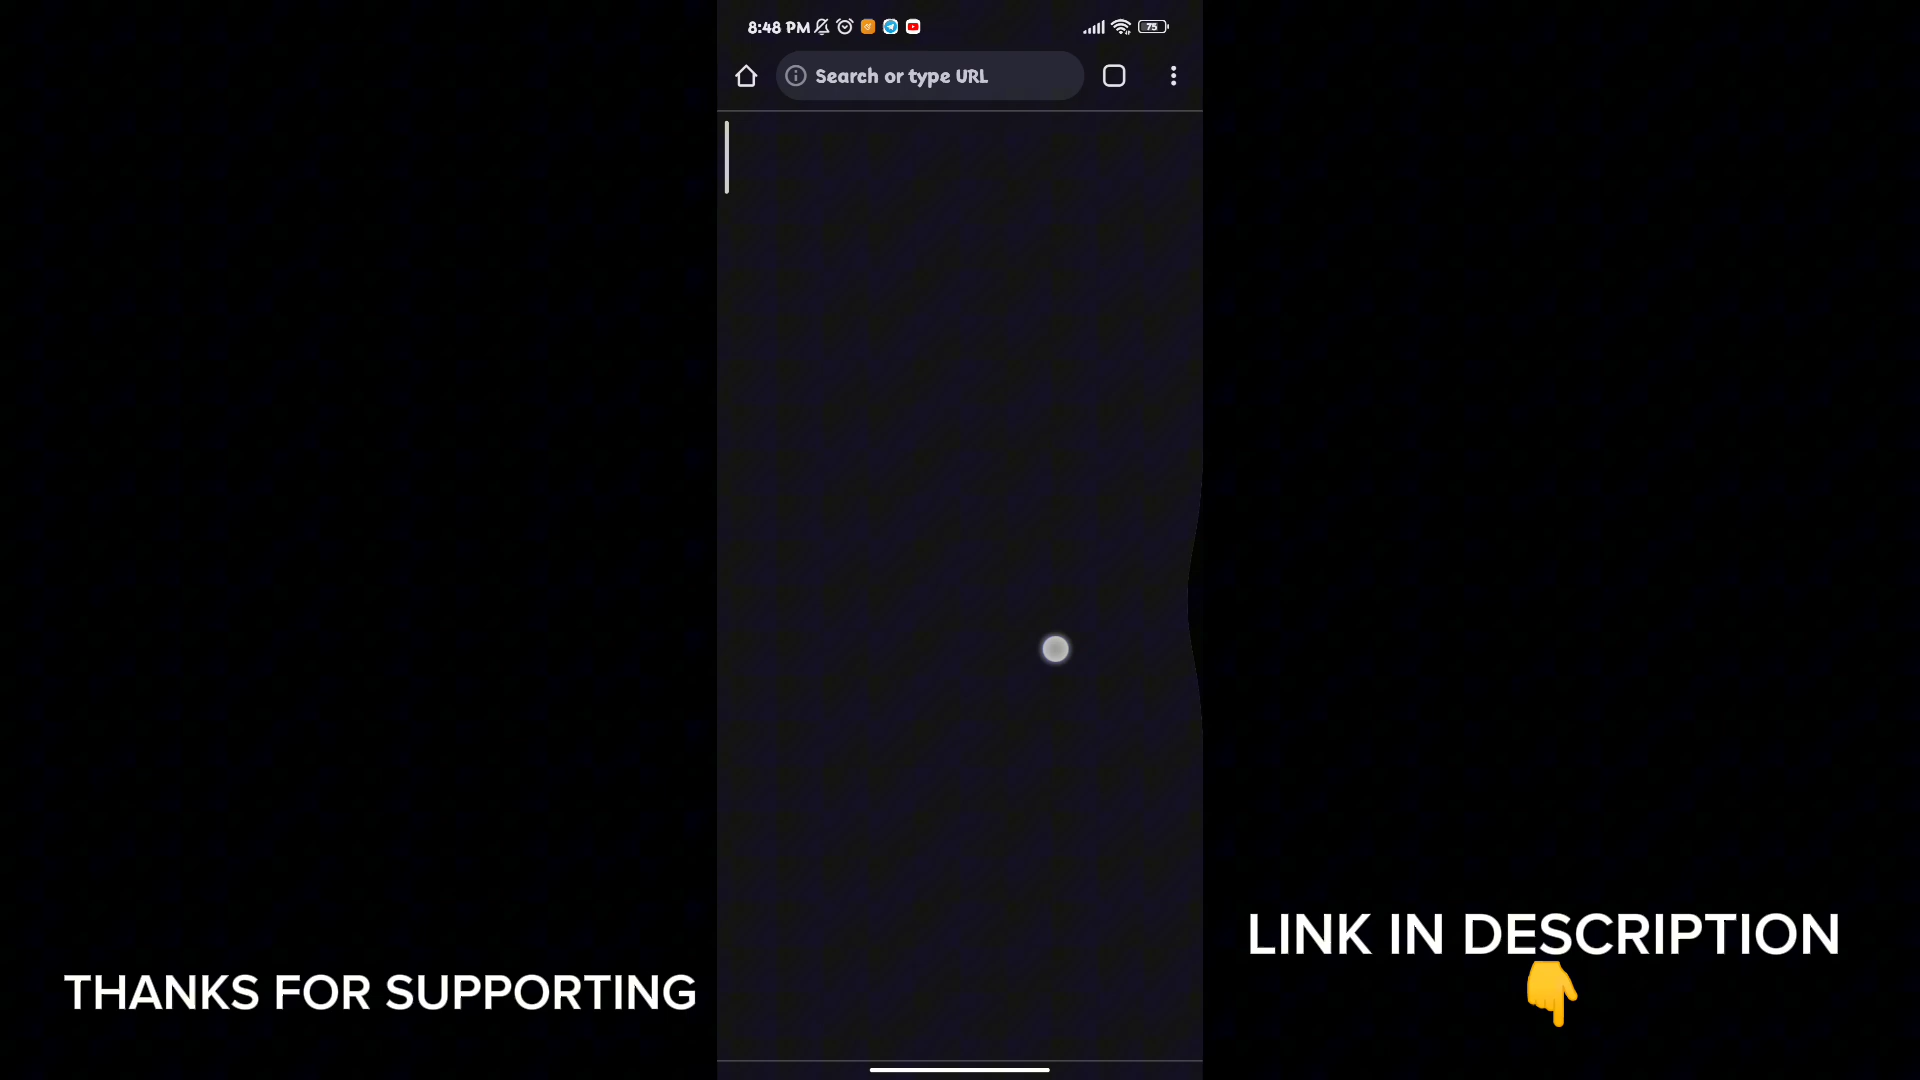 8:48 PM
75
Search or type URL
LINK IN DESCRIPTION
THANKS FOR SUPPORTING